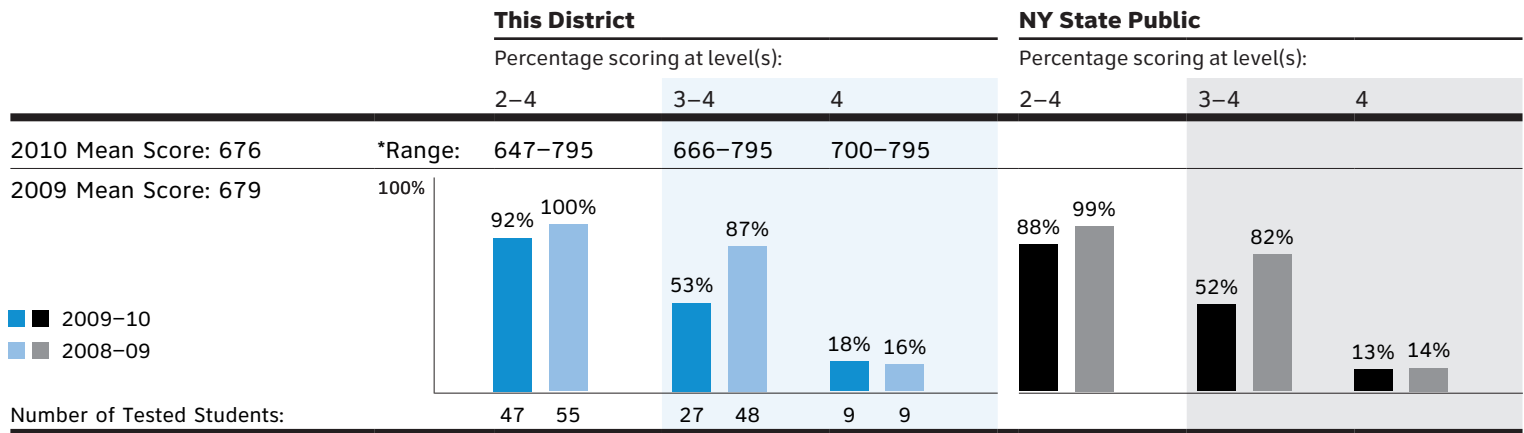 This District NY State Public
Percentage scoring at level(s): Percentage scoring at level(s):
2–4 3–4 4 2–4 3–4 4
2010 Mean Score: 676 *Range: 647–795 666–795 700–795
2009 Mean Score: 679 100%
92% 100% 87% 53% 18% 16% 88% 99% 82% 52% 13% 14%
2009–10
2008–09
Number of Tested Students: 47 55 27 48 9 9